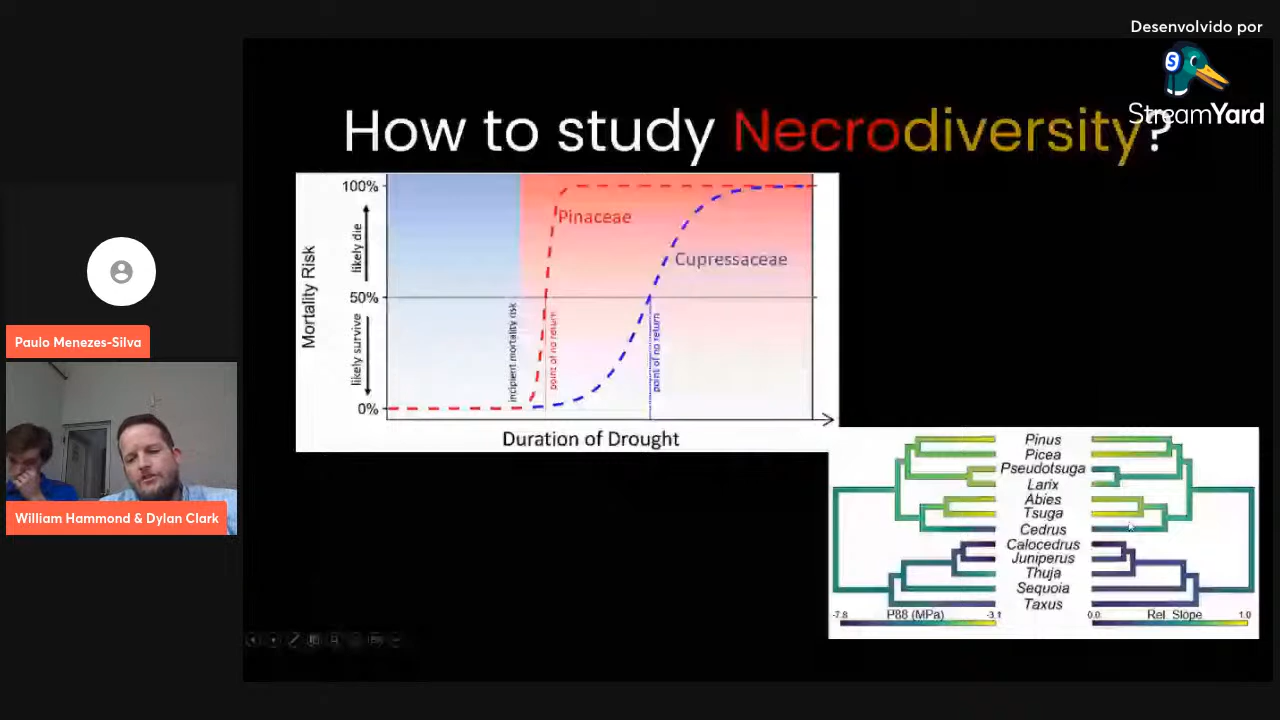 Desenvolvido por
StreamYard
How to study Necrodiversity?
100%
50%
0%
Mortality Risk
likely die
likely survive
Pinaceae
Cupressaceae
incipient mortality risk
point of no return
point of no return
Duration of Drought
Paulo Menezes-Silva
William Hammond & Dylan Clark
Pinus
Picea
Pseudotsuga
Larix
Abies
Tsuga
Cedrus
Calocedrus
Juniperus
Thuja
Sequoia
Taxus
-7.8 P88 (MPa) -3.1
0.0 Rel. Slope 1.0